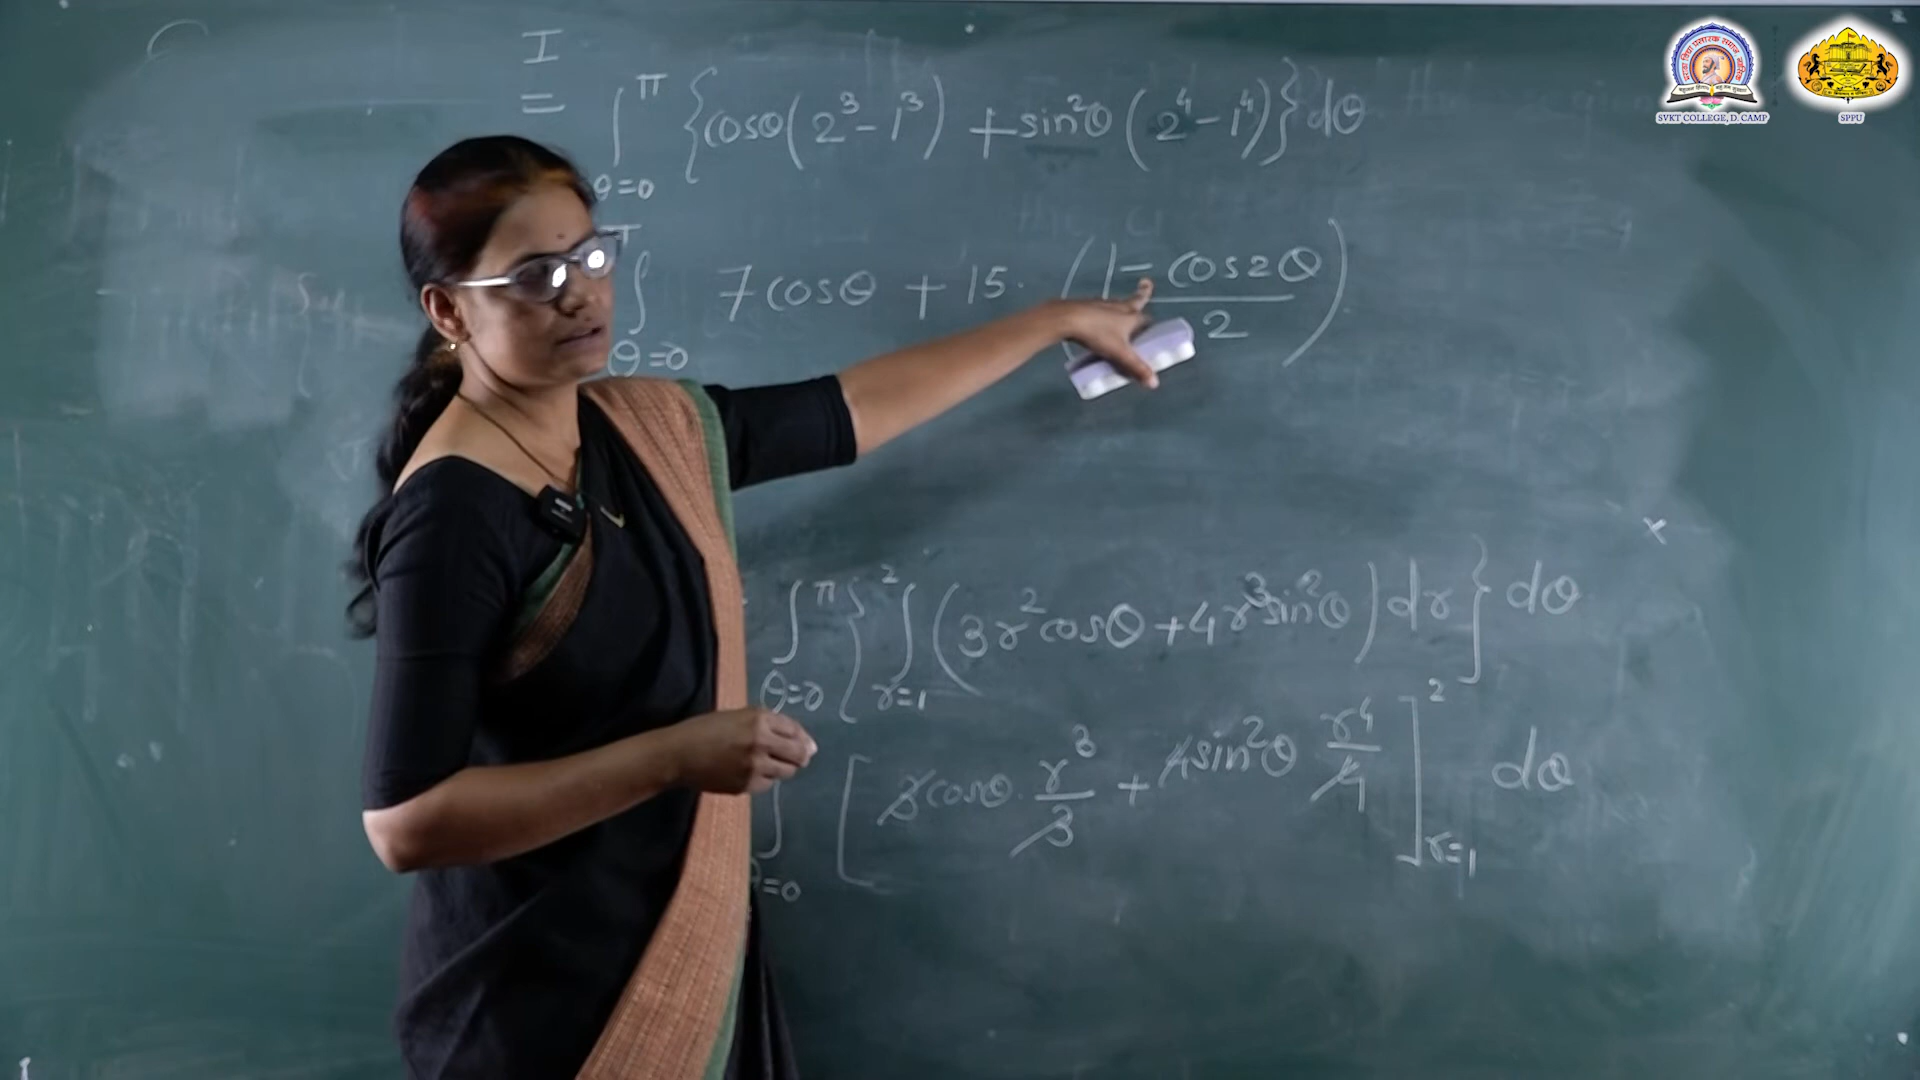 I
= ∫_{θ=0}^{π} {cosθ(2³-1³) + sin²θ(2⁴-1⁴)}dθ
∫_{θ=0}^{π} 7cosθ + 15·((1-cos2θ)/2)
∫_{θ=0}^{π} {∫_{r=1}^{2} (3r²cosθ+4r³sin²θ)dr} dθ
∫_{θ=0} [3cosθ·r³/3 + 4sin²θ r⁴/4]_{r=1}^{2} dθ
SVKT COLLEGE, D. CAMP
SPPU